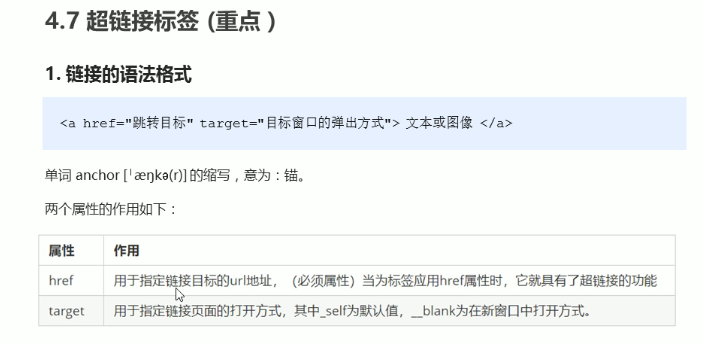 4.7 超链接标签 (重点 )
1. 链接的语法格式
<a href="跳转目标" target="目标窗口的弹出方式"> 文本或图像 </a>
单词 anchor [ˈæŋkə(r)] 的缩写，意为：锚。
两个属性的作用如下：
属性 作用
href 用于指定链接目标的url地址，（必须属性）当为标签应用href属性时，它就具有了超链接的功能
target 用于指定链接页面的打开方式，其中_self为默认值，__blank为在新窗口中打开方式。